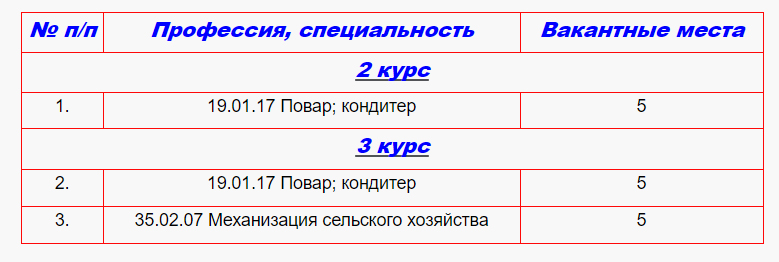 № п/п Профессия, специальность Вакантные места
2 курс
1. 19.01.17 Повар; кондитер 5
3 курс
2. 19.01.17 Повар; кондитер 5
3. 35.02.07 Механизация сельского хозяйства 5